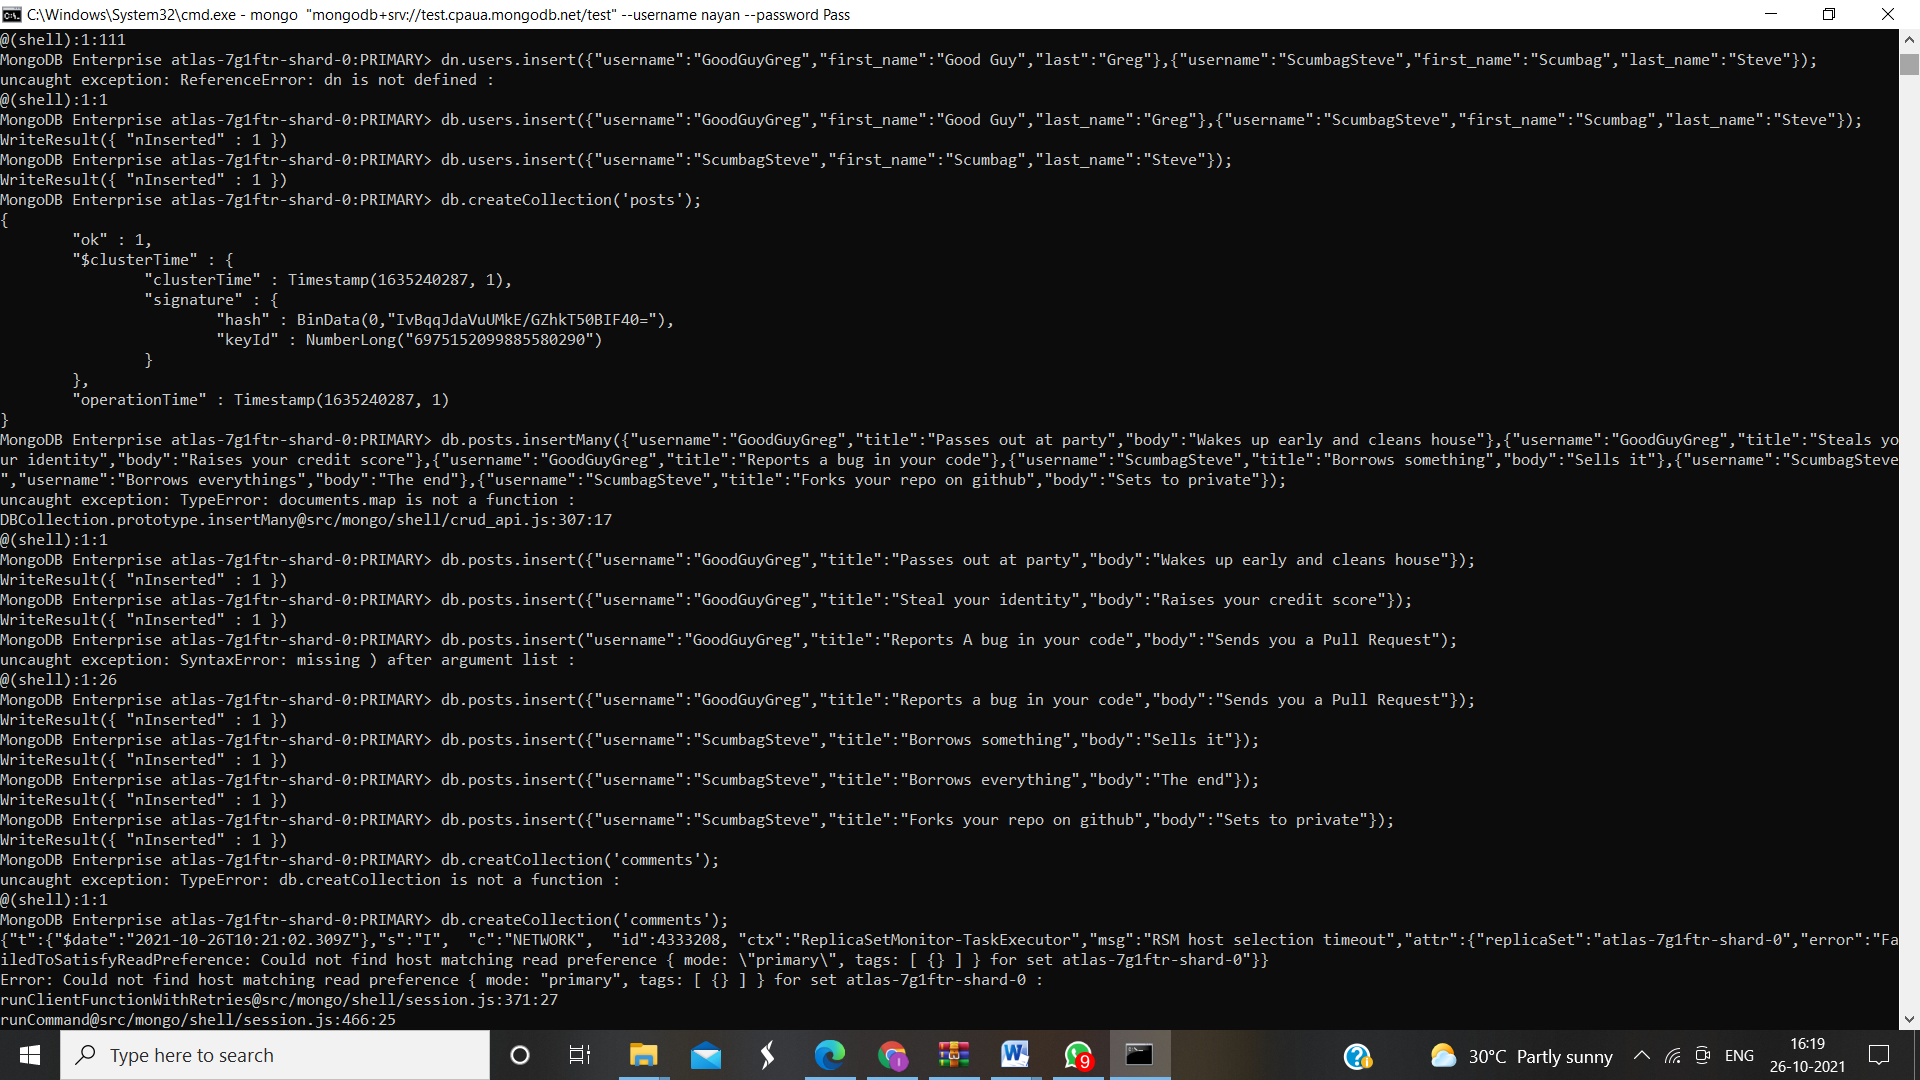 C:\Windows\System32\cmd.exe - mongo  "mongodb+srv://test.cpaua.mongodb.net/test" --username nayan --password Pass
@(shell):1:111
MongoDB Enterprise atlas-7g1ftr-shard-0:PRIMARY> dn.users.insert({"username":"GoodGuyGreg","first_name":"Good Guy","last":"Greg"},{"username":"ScumbagSteve","first_name":"Scumbag","last_name":"Steve"});
uncaught exception: ReferenceError: dn is not defined :
@(shell):1:1
MongoDB Enterprise atlas-7g1ftr-shard-0:PRIMARY> db.users.insert({"username":"GoodGuyGreg","first_name":"Good Guy","last_name":"Greg"},{"username":"ScumbagSteve","first_name":"Scumbag","last_name":"Steve"});
WriteResult({ "nInserted" : 1 })
MongoDB Enterprise atlas-7g1ftr-shard-0:PRIMARY> db.users.insert({"username":"ScumbagSteve","first_name":"Scumbag","last_name":"Steve"});
WriteResult({ "nInserted" : 1 })
MongoDB Enterprise atlas-7g1ftr-shard-0:PRIMARY> db.createCollection('posts');
{
"ok" : 1,
"$clusterTime" : {
"clusterTime" : Timestamp(1635240287, 1),
"signature" : {
"hash" : BinData(0,"IvBqqJdaVuUMkE/GZhkT50BIF40="),
"keyId" : NumberLong("6975152099885580290")
}
},
"operationTime" : Timestamp(1635240287, 1)
}
MongoDB Enterprise atlas-7g1ftr-shard-0:PRIMARY> db.posts.insertMany({"username":"GoodGuyGreg","title":"Passes out at party","body":"Wakes up early and cleans house"},{"username":"GoodGuyGreg","title":"Steals yo
ur identity","body":"Raises your credit score"},{"username":"GoodGuyGreg","title":"Reports a bug in your code"},{"username":"ScumbagSteve","title":"Borrows something","body":"Sells it"},{"username":"ScumbagSteve
","username":"Borrows everythings","body":"The end"},{"username":"ScumbagSteve","title":"Forks your repo on github","body":"Sets to private"});
uncaught exception: TypeError: documents.map is not a function :
DBCollection.prototype.insertMany@src/mongo/shell/crud_api.js:307:17
@(shell):1:1
MongoDB Enterprise atlas-7g1ftr-shard-0:PRIMARY> db.posts.insert({"username":"GoodGuyGreg","title":"Passes out at party","body":"Wakes up early and cleans house"});
WriteResult({ "nInserted" : 1 })
MongoDB Enterprise atlas-7g1ftr-shard-0:PRIMARY> db.posts.insert({"username":"GoodGuyGreg","title":"Steal your identity","body":"Raises your credit score"});
WriteResult({ "nInserted" : 1 })
MongoDB Enterprise atlas-7g1ftr-shard-0:PRIMARY> db.posts.insert("username":"GoodGuyGreg","title":"Reports A bug in your code","body":"Sends you a Pull Request");
uncaught exception: SyntaxError: missing ) after argument list :
@(shell):1:26
MongoDB Enterprise atlas-7g1ftr-shard-0:PRIMARY> db.posts.insert({"username":"GoodGuyGreg","title":"Reports a bug in your code","body":"Sends you a Pull Request"});
WriteResult({ "nInserted" : 1 })
MongoDB Enterprise atlas-7g1ftr-shard-0:PRIMARY> db.posts.insert({"username":"ScumbagSteve","title":"Borrows something","body":"Sells it"});
WriteResult({ "nInserted" : 1 })
MongoDB Enterprise atlas-7g1ftr-shard-0:PRIMARY> db.posts.insert({"username":"ScumbagSteve","title":"Borrows everything","body":"The end"});
WriteResult({ "nInserted" : 1 })
MongoDB Enterprise atlas-7g1ftr-shard-0:PRIMARY> db.posts.insert({"username":"ScumbagSteve","title":"Forks your repo on github","body":"Sets to private"});
WriteResult({ "nInserted" : 1 })
MongoDB Enterprise atlas-7g1ftr-shard-0:PRIMARY> db.creatCollection('comments');
uncaught exception: TypeError: db.creatCollection is not a function :
@(shell):1:1
MongoDB Enterprise atlas-7g1ftr-shard-0:PRIMARY> db.createCollection('comments');
{"t":{"$date":"2021-10-26T10:21:02.309Z"},"s":"I",  "c":"NETWORK",  "id":4333208, "ctx":"ReplicaSetMonitor-TaskExecutor","msg":"RSM host selection timeout","attr":{"replicaSet":"atlas-7g1ftr-shard-0","error":"Fa
iledToSatisfyReadPreference: Could not find host matching read preference { mode: \"primary\", tags: [ {} ] } for set atlas-7g1ftr-shard-0"}}
Error: Could not find host matching read preference { mode: "primary", tags: [ {} ] } for set atlas-7g1ftr-shard-0 :
runClientFunctionWithRetries@src/mongo/shell/session.js:371:27
runCommand@src/mongo/shell/session.js:466:25
Type here to search
9
30°C  Partly sunny
ENG
16:19
26-10-2021